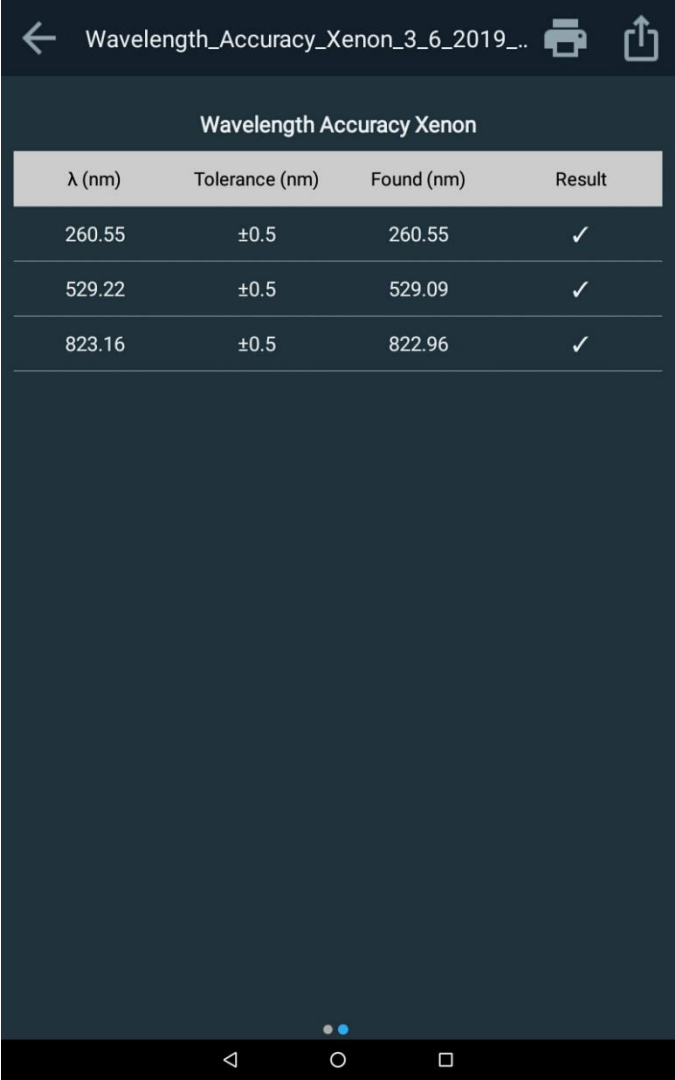 Wavelength_Accuracy_Xenon_3_6_2019_..
Wavelength Accuracy Xenon
λ (nm) Tolerance (nm) Found (nm) Result
260.55 ±0.5 260.55 ✓
529.22 ±0.5 529.09 ✓
823.16 ±0.5 822.96 ✓